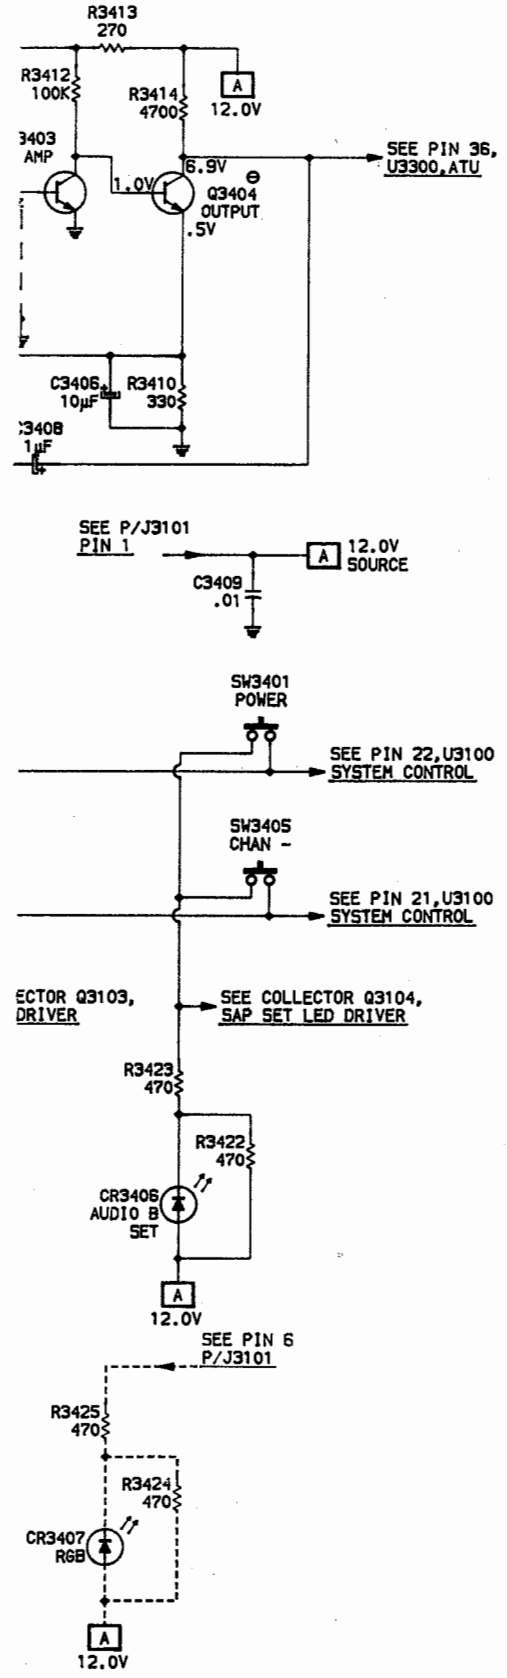 R3413
270
R3412
100K
R3414
4700
A
12.0V
3403
AMP
SEE PIN 36,
U3300,ATU
6.9V
1.0V
Q3404
OUTPUT
.5V
C3406
10µF
+
R3410
330
C3408
1µF
+
SEE P/J3101
PIN 1
A
12.0V
SOURCE
C3409
.01
SW3401
POWER
SEE PIN 22,U3100
SYSTEM CONTROL
SW3405
CHAN -
SEE PIN 21,U3100
SYSTEM CONTROL
ECTOR Q3103,
DRIVER
SEE COLLECTOR Q3104,
SAP SET LED DRIVER
R3423
470
R3422
470
CR3406
AUDIO B
SET
A
12.0V
SEE PIN 6
P/J3101
R3425
470
R3424
470
CR3407
RGB
A
12.0V